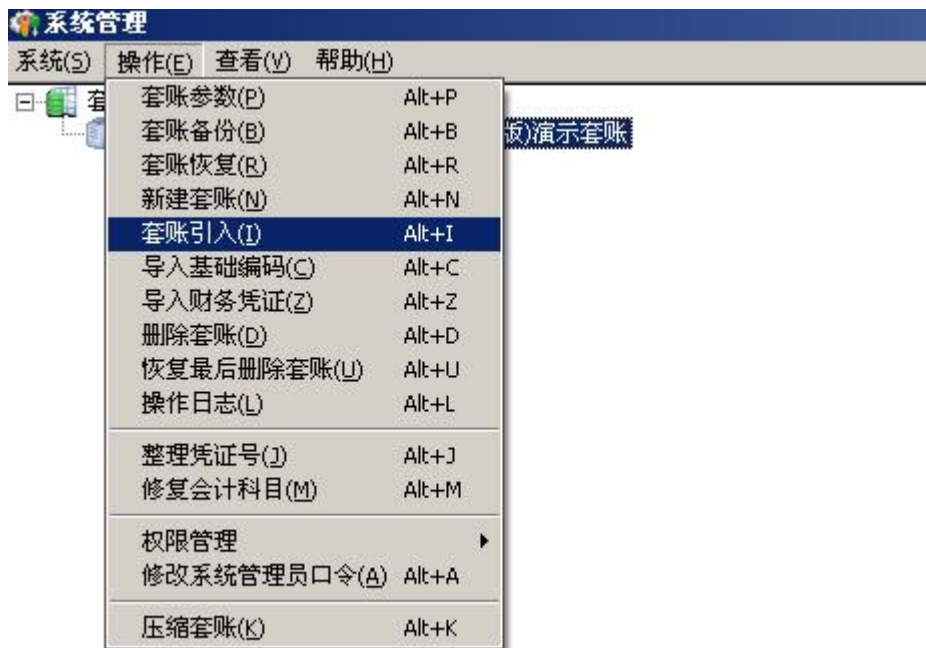 系统管理
系统(S) 操作(E) 查看(V) 帮助(H)
套账参数(P) Alt+P
套账备份(B) Alt+B
版)演示套账
套账恢复(R) Alt+R
新建套账(N) Alt+N
套账引入(I) Alt+I
导入基础编码(C) Alt+C
导入财务凭证(Z) Alt+Z
删除套账(D) Alt+D
恢复最后删除套账(U) Alt+U
操作日志(L) Alt+L
整理凭证号(J) Alt+J
修复会计科目(M) Alt+M
权限管理
修改系统管理员口令(A) Alt+A
压缩套账(K) Alt+K